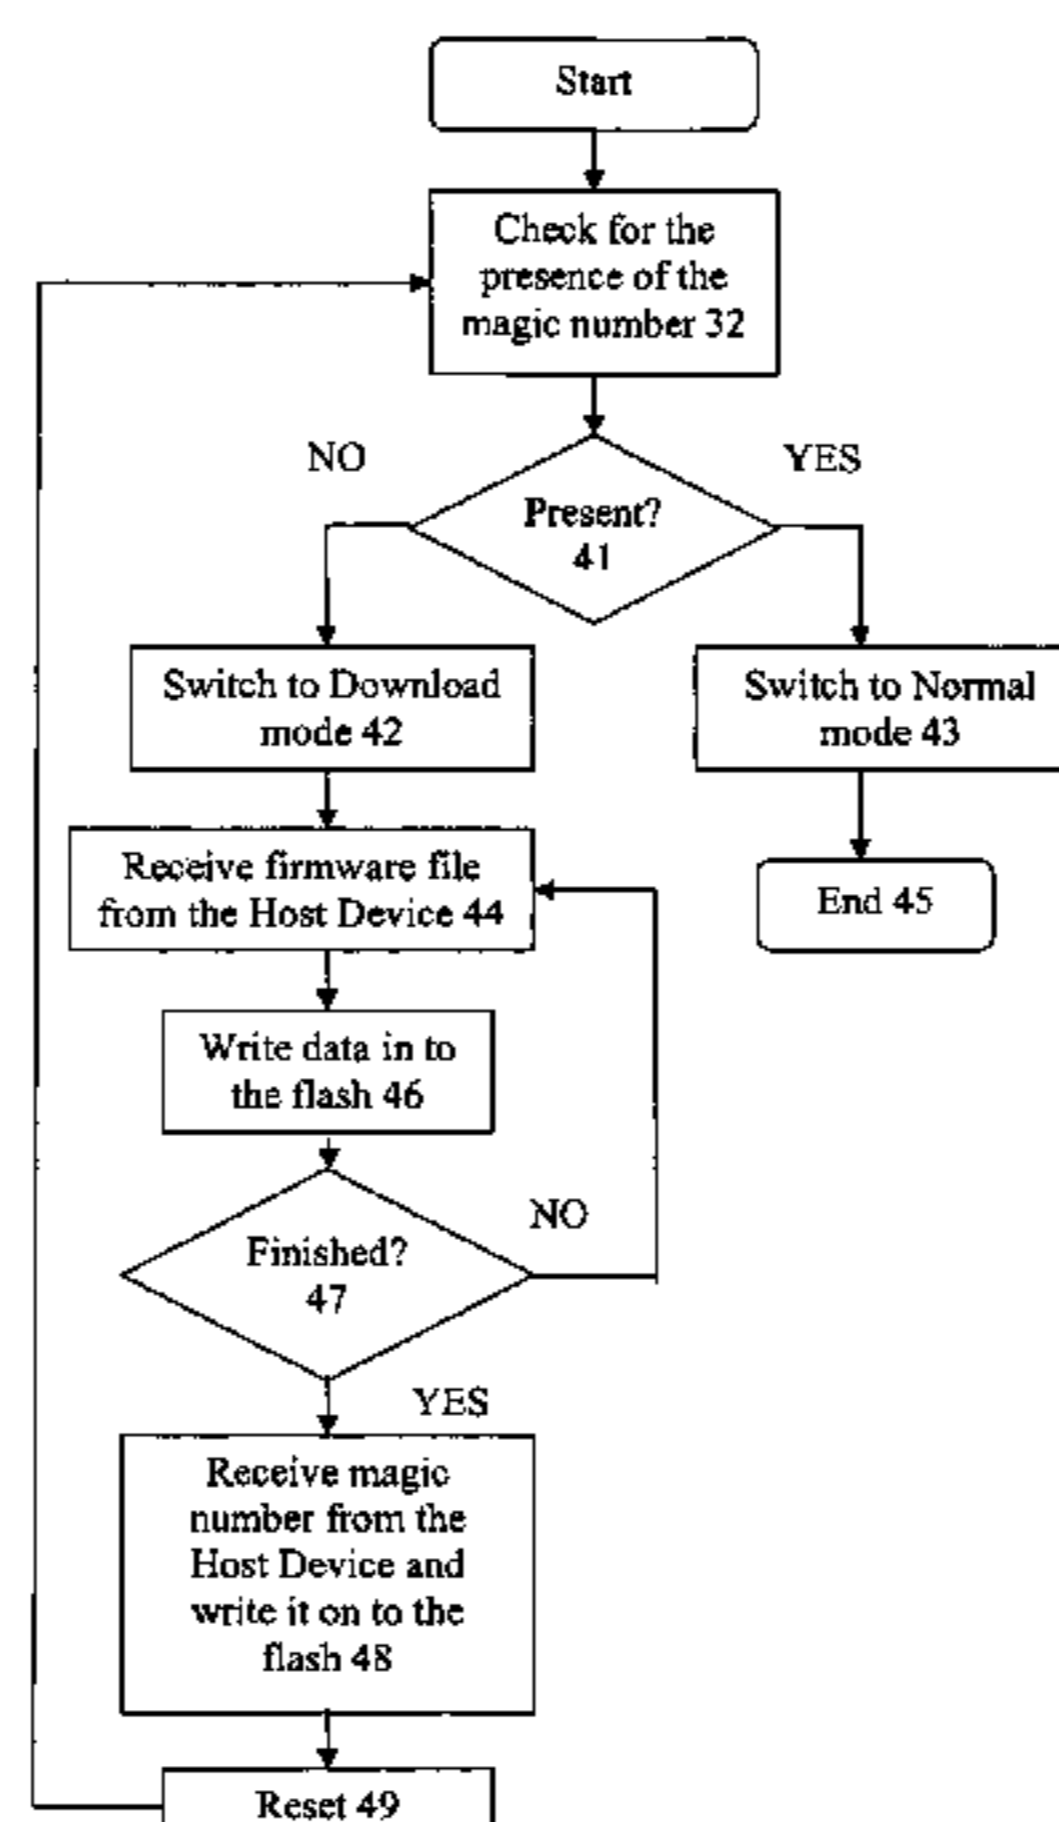 Start
Check for the
presence of the
magic number 32
NO
YES
Present?
41
Switch to Download
mode 42
Switch to Normal
mode 43
Receive firmware file
from the Host Device 44
End 45
Write data in to
the flash 46
NO
Finished?
47
YES
Receive magic
number from the
Host Device and
write it on to the
flash 48
Reset 49